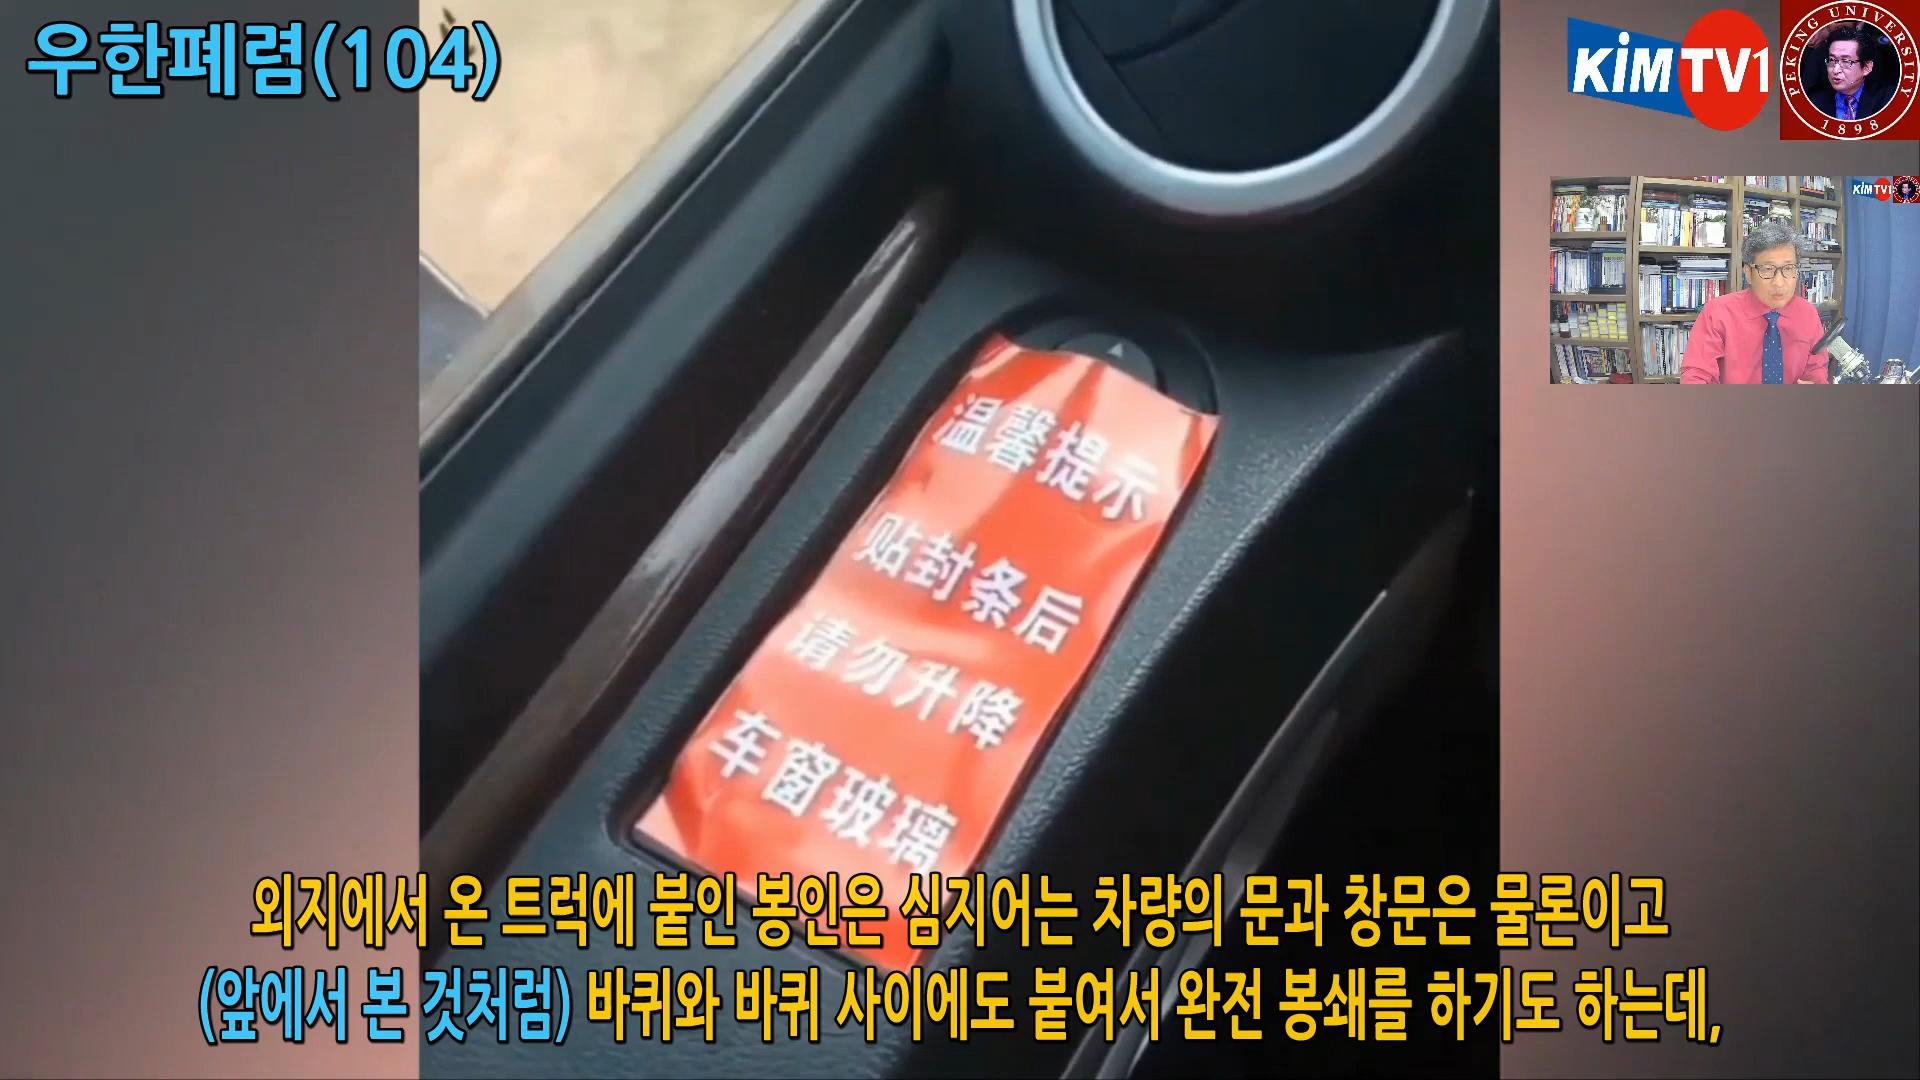 우한폐렴(104)
KIMTV1
PEKING UNIVERSITY
1898
KIMTV1
温馨提示
贴封条后
请勿升降
车窗玻璃
외지에서 온 트럭에 붙인 봉인은 심지어는 차량의 문과 창문은 물론이고
(앞에서 본 것처럼) 바퀴와 바퀴 사이에도 붙여서 완전 봉쇄를 하기도 하는데,